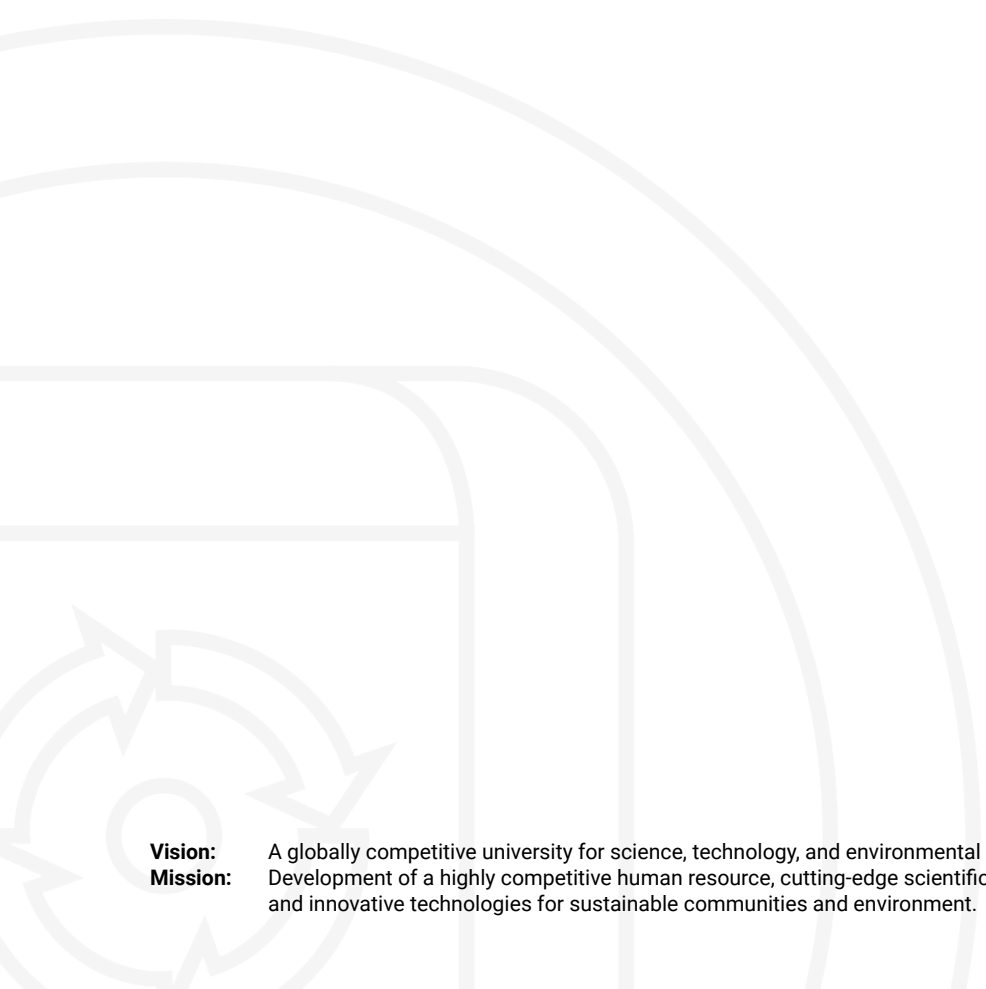 Vision: A globally competitive university for science, technology, and environmental
Mission: Development of a highly competitive human resource, cutting-edge scientific
and innovative technologies for sustainable communities and environment.